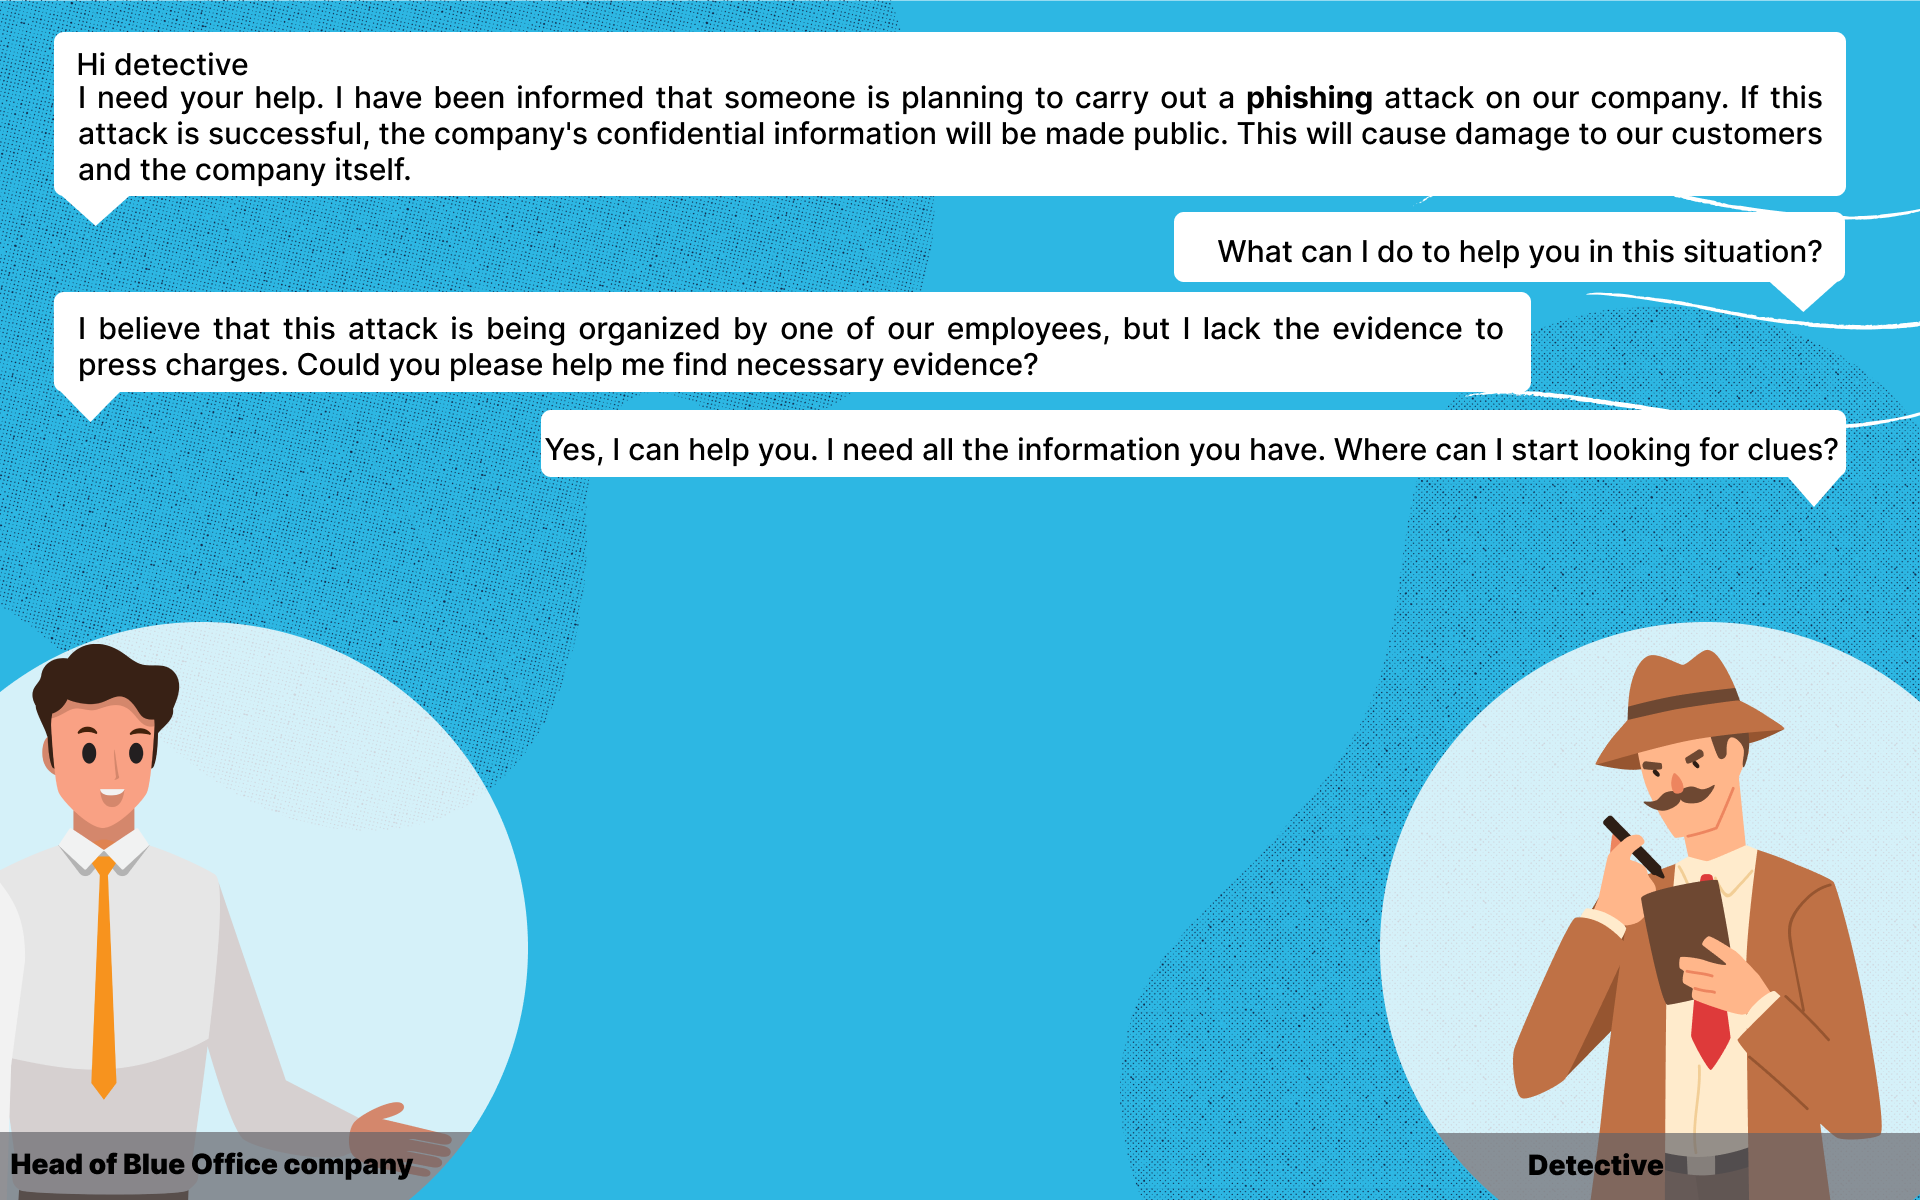 Hi detective
I need your help. I have been informed that someone is planning to carry out a phishing attack on our company. If this
attack is successful, the company's confidential information will be made public. This will cause damage to our customers
and the company itself.
What can I do to help you in this situation?
I believe that this attack is being organized by one of our employees, but I lack the evidence to
press charges. Could you please help me find necessary evidence?
Yes, I can help you. I need all the information you have. Where can I start looking for clues?
Head of Blue Office company
Detective